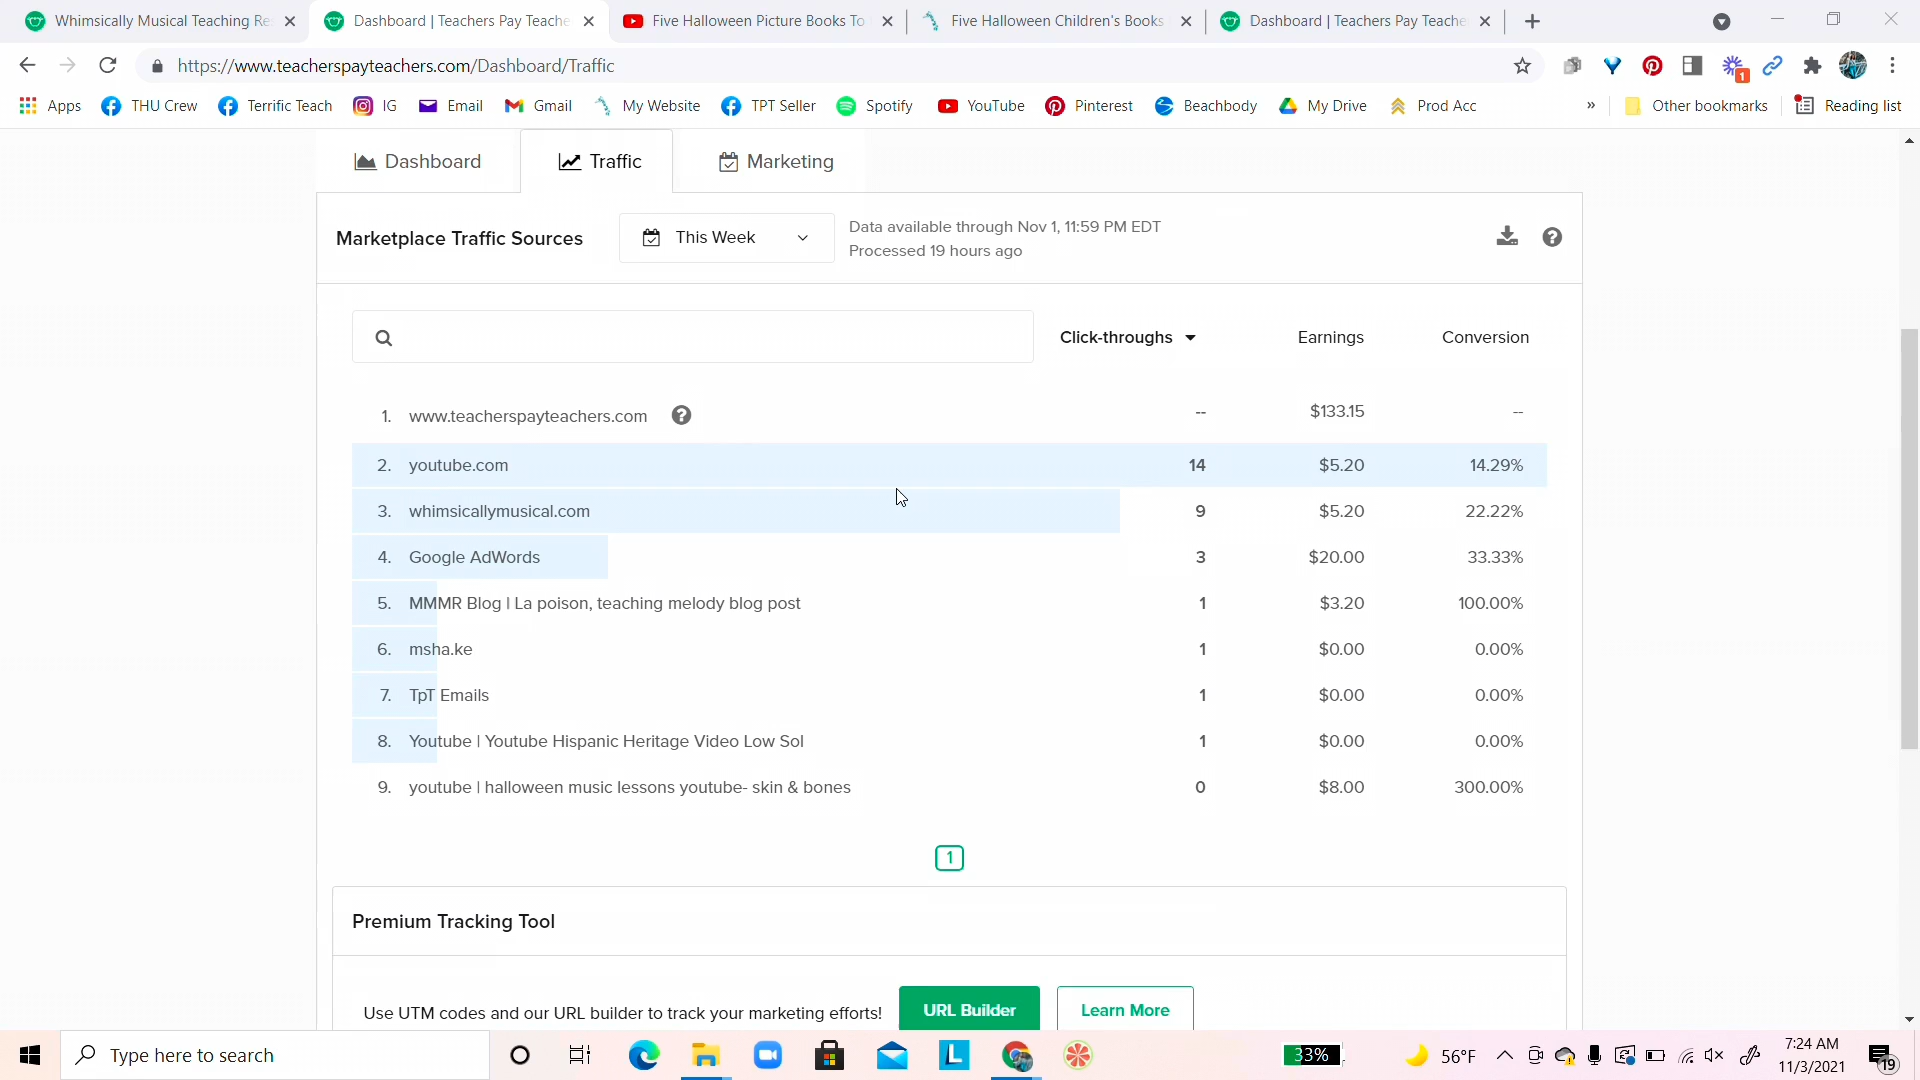 Whimsically Musical Teaching Re
Dashboard | Teachers Pay Teache
Five Halloween Picture Books To
Five Halloween Children's Books
Dashboard | Teachers Pay Teache
https://www.teacherspayteachers.com/Dashboard/Traffic
1
Apps THU Crew Terrific Teach IG Email Gmail My Website TPT Seller Spotify YouTube Pinterest Beachbody My Drive Prod Acc » Other bookmarks Reading list
Dashboard Traffic Marketing
Marketplace Traffic Sources
This Week
Data available through Nov 1, 11:59 PM EDT
Processed 19 hours ago
Click-throughs Earnings Conversion
1. www.teacherspayteachers.com -- $133.15 --
2. youtube.com 14 $5.20 14.29%
3. whimsicallymusical.com 9 $5.20 22.22%
4. Google AdWords 3 $20.00 33.33%
5. MMMR Blog | La poison, teaching melody blog post 1 $3.20 100.00%
6. msha.ke 1 $0.00 0.00%
7. TpT Emails 1 $0.00 0.00%
8. Youtube | Youtube Hispanic Heritage Video Low Sol 1 $0.00 0.00%
9. youtube | halloween music lessons youtube- skin & bones 0 $8.00 300.00%
1
Premium Tracking Tool
Use UTM codes and our URL builder to track your marketing efforts! URL Builder Learn More
Type here to search
L
33%
56°F
7:24 AM
11/3/2021
19